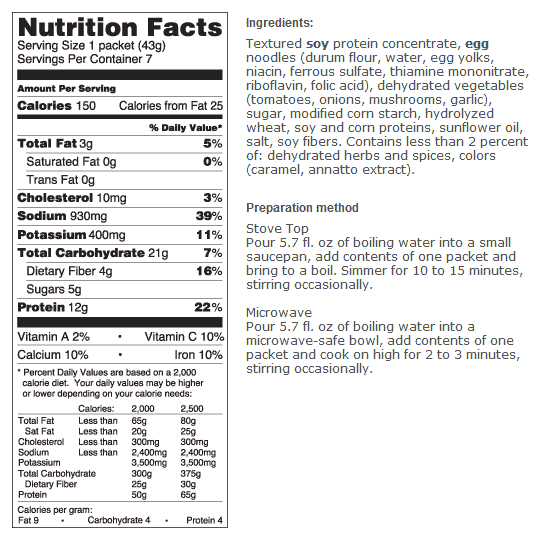 Nutrition Facts
Serving Size 1 packet (43g)
Servings Per Container 7
Amount Per Serving
Calories 150 Calories from Fat 25
% Daily Value*
Total Fat 3g 5%
Saturated Fat 0g 0%
Trans Fat 0g
Cholesterol 10mg 3%
Sodium 930mg 39%
Potassium 400mg 11%
Total Carbohydrate 21g 7%
Dietary Fiber 4g 16%
Sugars 5g
Protein 12g 22%
Vitamin A 2% • Vitamin C 10%
Calcium 10% • Iron 10%
* Percent Daily Values are based on a 2,000
calorie diet. Your daily values may be higher
or lower depending on your calorie needs:
Calories: 2,000 2,500
Total Fat Less than 65g 80g
Sat Fat Less than 20g 25g
Cholesterol Less than 300mg 300mg
Sodium Less than 2,400mg 2,400mg
Potassium 3,500mg 3,500mg
Total Carbohydrate 300g 375g
Dietary Fiber 25g 30g
Protein 50g 65g
Calories per gram:
Fat 9 • Carbohydrate 4 • Protein 4
Ingredients:
Textured soy protein concentrate, egg
noodles (durum flour, water, egg yolks,
niacin, ferrous sulfate, thiamine mononitrate,
riboflavin, folic acid), dehydrated vegetables
(tomatoes, onions, mushrooms, garlic),
sugar, modified corn starch, hydrolyzed
wheat, soy and corn proteins, sunflower oil,
salt, soy fibers. Contains less than 2 percent
of: dehydrated herbs and spices, colors
(caramel, annatto extract).
Preparation method
Stove Top
Pour 5.7 fl. oz of boiling water into a small
saucepan, add contents of one packet and
bring to a boil. Simmer for 10 to 15 minutes,
stirring occasionally.
Microwave
Pour 5.7 fl. oz of boiling water into a
microwave-safe bowl, add contents of one
packet and cook on high for 2 to 3 minutes,
stirring occasionally.